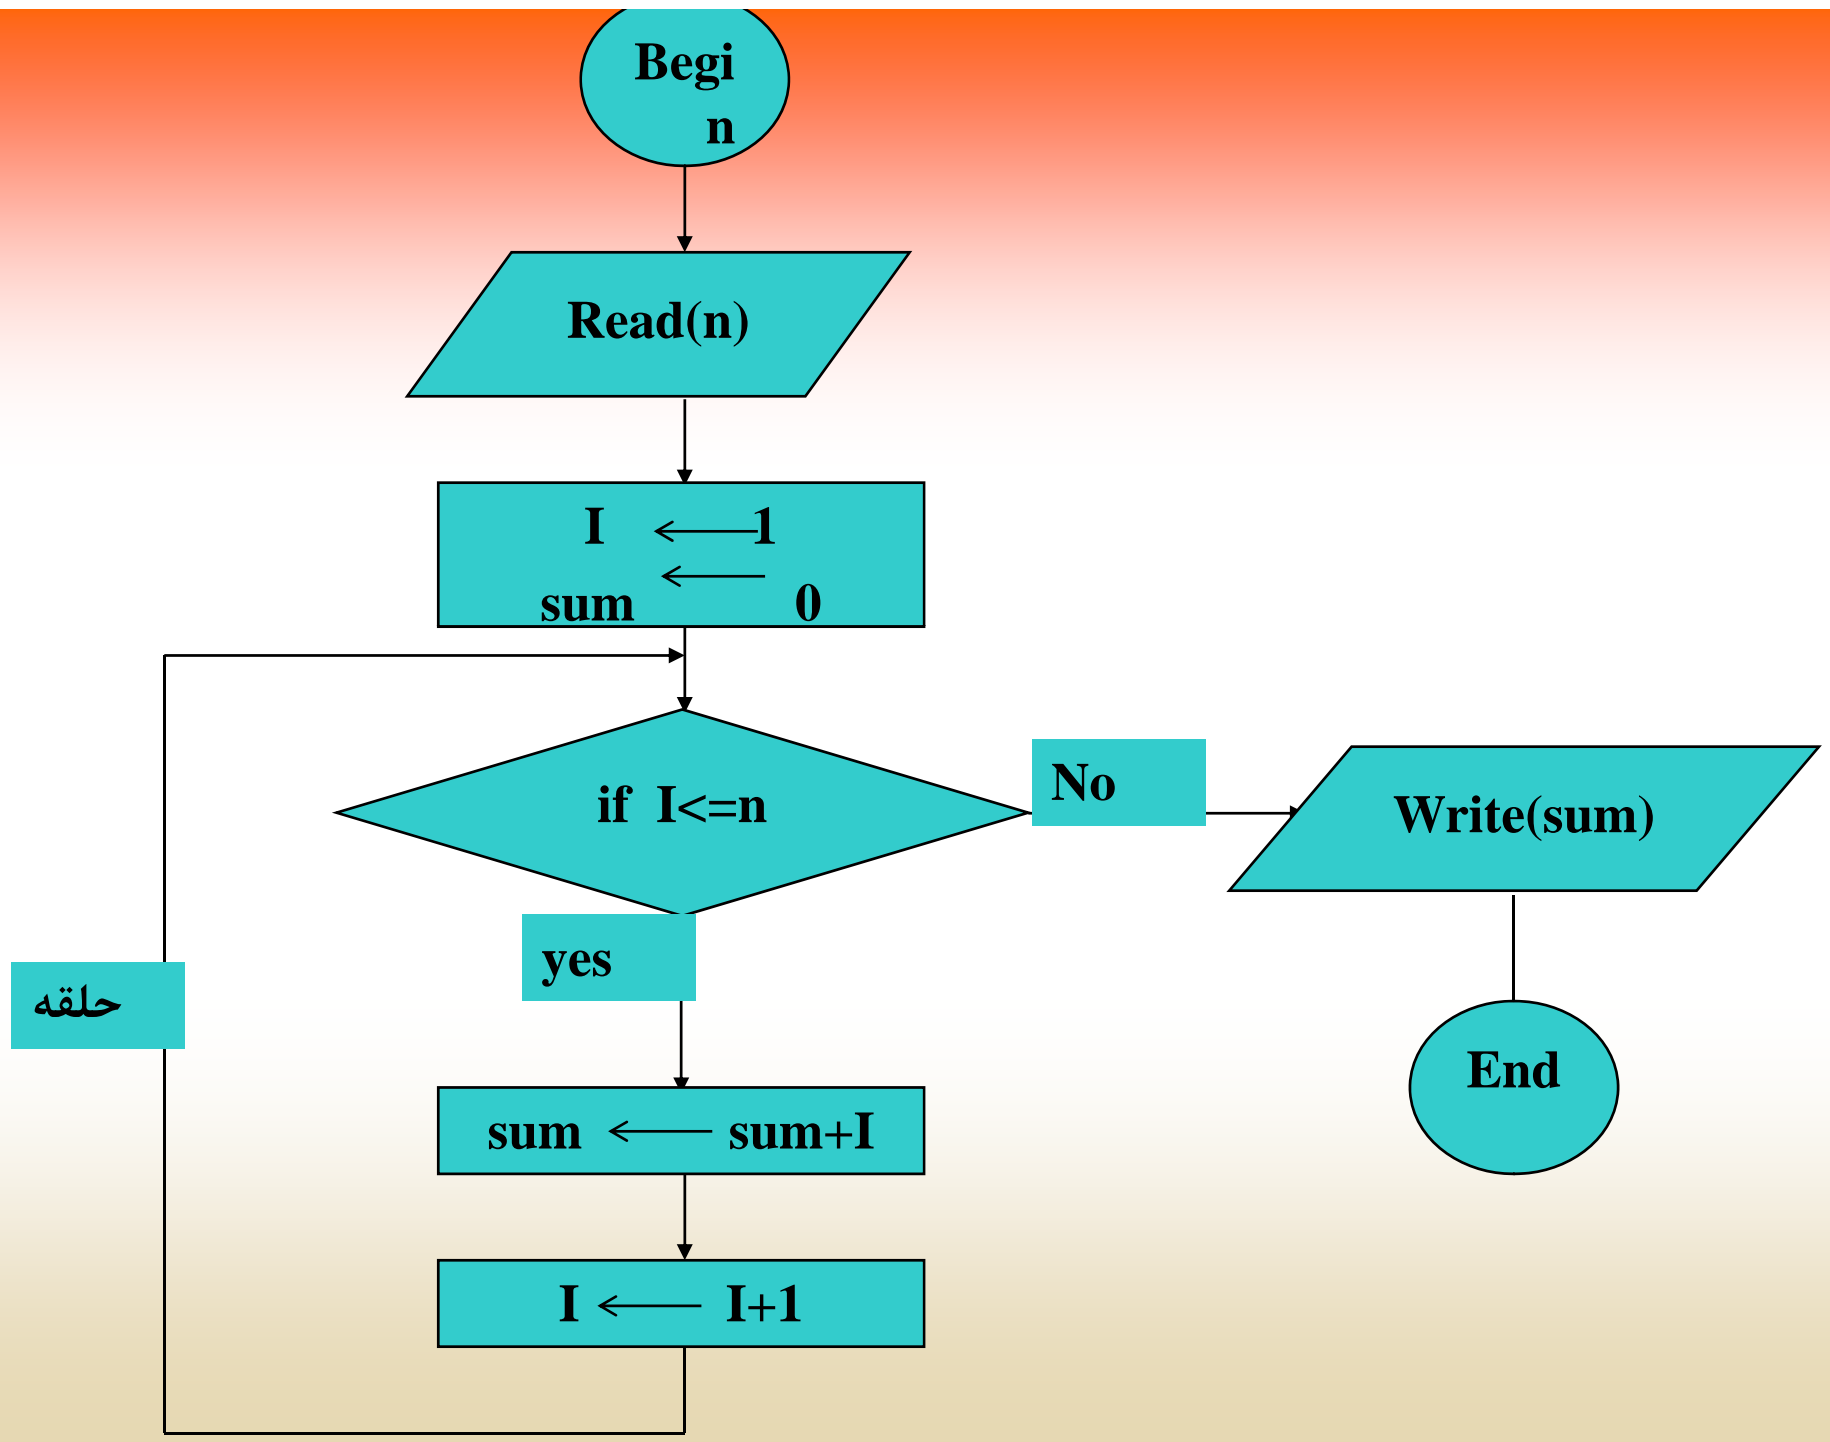 Begi
n
Read(n)
I ← 1
sum ← 0
if I<=n
No
Write(sum)
yes
حلقه
End
sum ← sum+I
I ← I+1